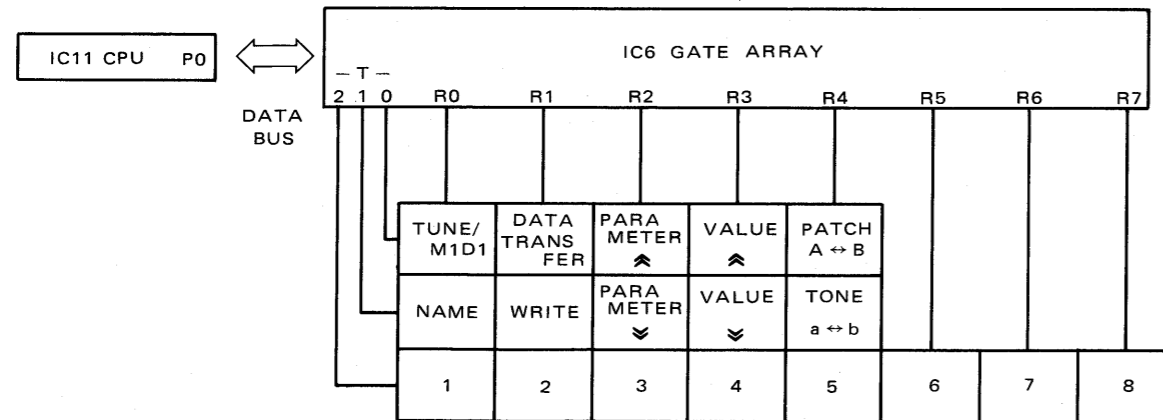 IC11 CPU P0
IC6 GATE ARRAY
– T –
2 1 0 R0 R1 R2 R3 R4 R5 R6 R7
DATA
BUS
TUNE/
M1D1
DATA
TRANS
FER
PARA
METER
︽
VALUE
︽
PATCH
A ↔ B
NAME
WRITE
PARA
METER
︾
VALUE
︾
TONE
a ↔ b
1 2 3 4 5 6 7 8